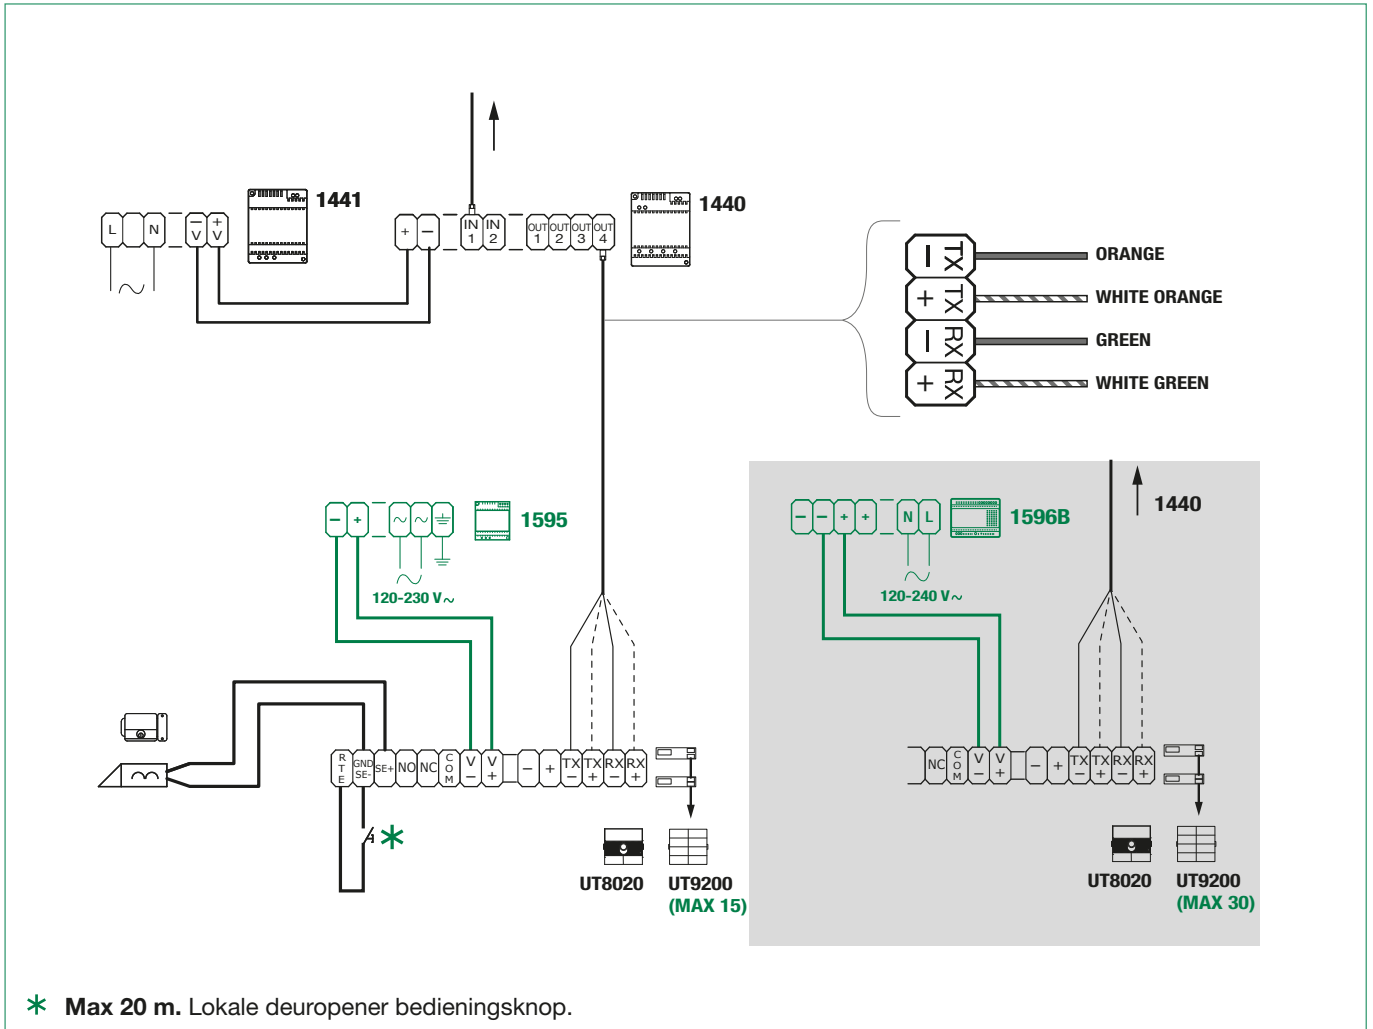 1441
1440
L N − V + V
+ − IN 1 IN 2 OUT 1 OUT 2 OUT 3 OUT 4
− TX ORANGE
+ TX WHITE ORANGE
− RX GREEN
+ RX WHITE GREEN
− + ~ ~
1595
120-230 V~
− − + + N L
1596B
1440
120-240 V~
RTE GND SE- SE+ NO NC COM V − V + − + TX − TX + RX − RX +
NC COM V − V + − + TX − TX + RX − RX +
*
UT8020
UT9200
(MAX 15)
UT8020
UT9200
(MAX 30)
* Max 20 m. Lokale deuropener bedieningsknop.